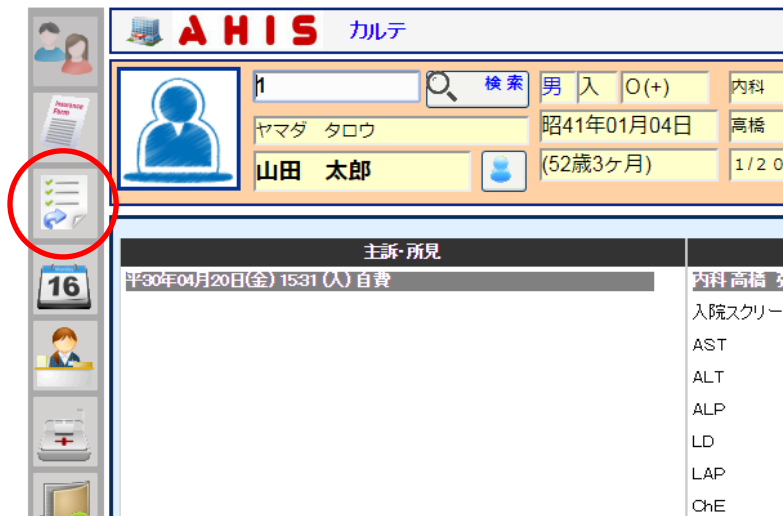 AHIS カルテ
1 検索 男 入 O(+) 内科
ヤマダ タロウ 昭41年01月04日 高橋
山田 太郎 (52歳3ヶ月) 1/20
Insurance Form
16
主訴・所見
平30年04月20日(金) 15:31 (入) 自費 内科 高橋
入院スクリー
AST
ALT
ALP
LD
LAP
ChE